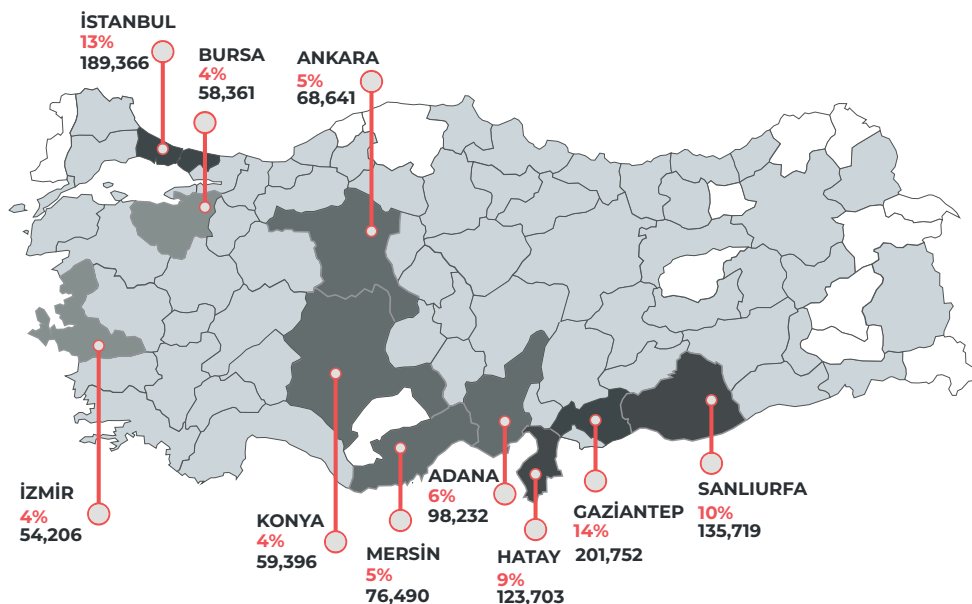 İSTANBUL
13%
189,366
BURSA
4%
58,361
ANKARA
5%
68,641
İZMİR
4%
54,206
KONYA
4%
59,396
MERSİN
5%
76,490
ADANA
6%
98,232
HATAY
9%
123,703
GAZİANTEP
14%
201,752
SANLIURFA
10%
135,719